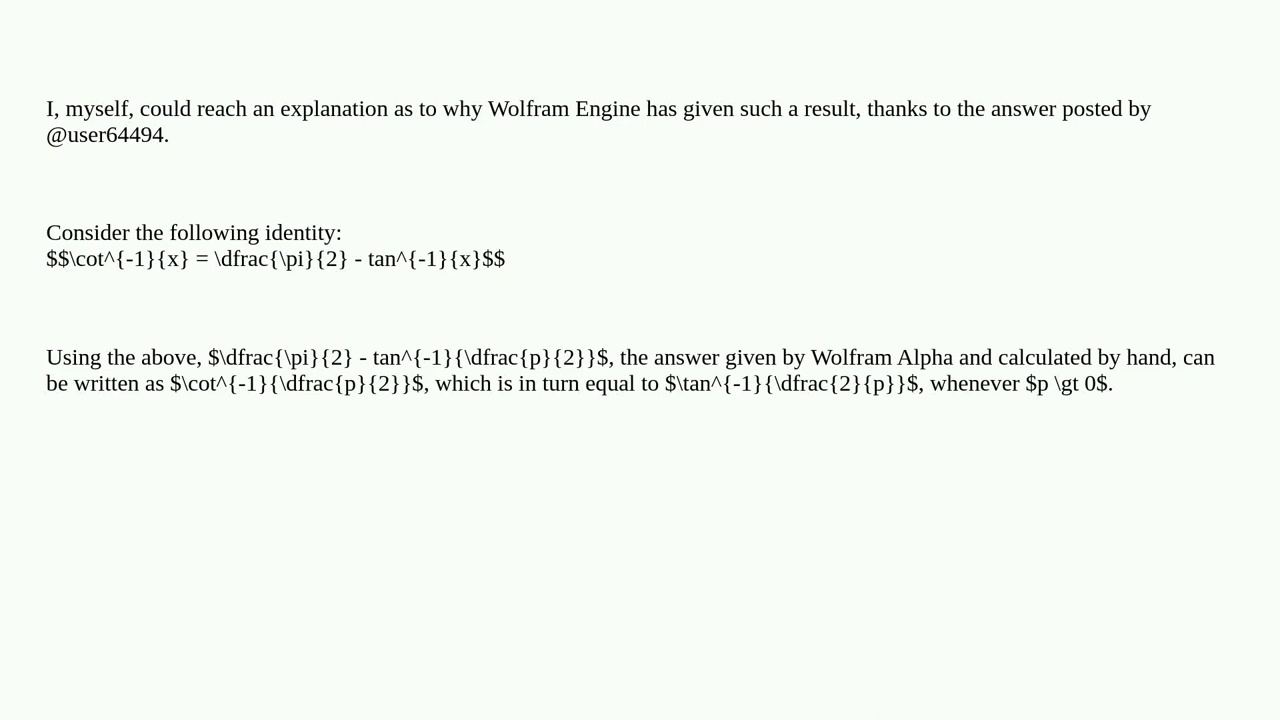 I, myself, could reach an explanation as to why Wolfram Engine has given such a result, thanks to the answer posted by
@user64494.
Consider the following identity:
$$\cot^{-1}{x} = \dfrac{\pi}{2} - tan^{-1}{x}$$
Using the above, $\dfrac{\pi}{2} - tan^{-1}{\dfrac{p}{2}}$, the answer given by Wolfram Alpha and calculated by hand, can
be written as $\cot^{-1}{\dfrac{p}{2}}$, which is in turn equal to $\tan^{-1}{\dfrac{2}{p}}$, whenever $p \gt 0$.